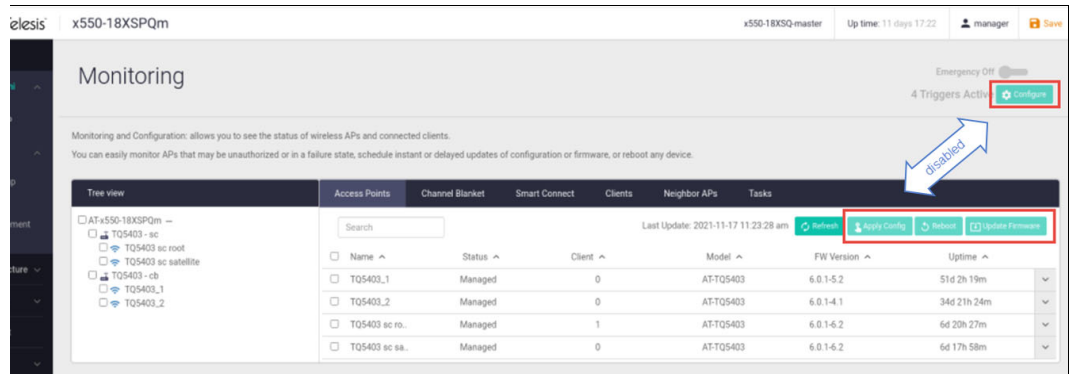 elesis x550-18XSPQm x550-18XSQ-master Up time: 11 days 17:22 manager Save
Monitoring
Emergency Off
4 Triggers Active Configure
Monitoring and Configuration: allows you to see the status of wireless APs and connected clients.
You can easily monitor APs that may be unauthorized or in a failure state, schedule instant or delayed updates of configuration or firmware, or reboot any device.
disabled
Tree view
AT-x550-18XSPQm —
TQ5403 - sc
TQ5403 sc root
TQ5403 sc satellite
TQ5403 - cb
TQ5403_1
TQ5403_2
Access Points Channel Blanket Smart Connect Clients Neighbor APs Tasks
Search Last Update: 2021-11-17 11:23:28 am Refresh Apply Config Reboot Update Firmware
Name Status Client Model FW Version Uptime
TQ5403_1 Managed 0 AT-TQ5403 6.0.1-5.2 51d 2h 19m
TQ5403_2 Managed 0 AT-TQ5403 6.0.1-4.1 34d 21h 24m
TQ5403 sc ro.. Managed 1 AT-TQ5403 6.0.1-6.2 6d 20h 27m
TQ5403 sc sa.. Managed 0 AT-TQ5403 6.0.1-6.2 6d 17h 58m
ment
cture